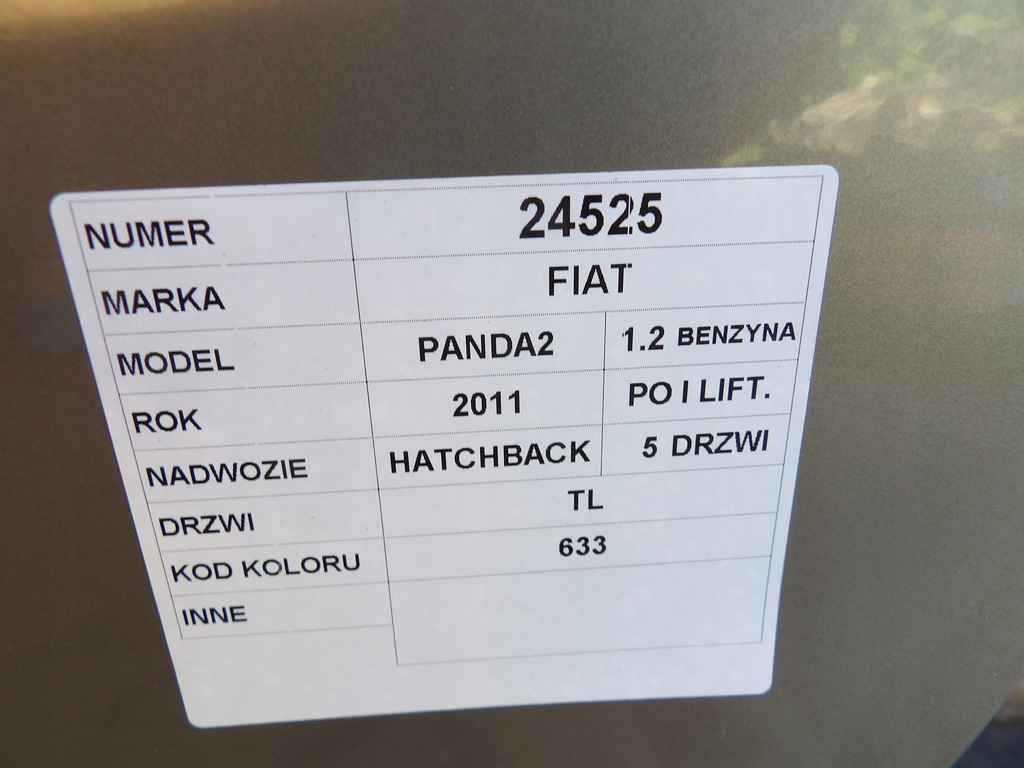 NUMER 24525
MARKA FIAT
MODEL PANDA2 1.2 BENZYNA
ROK 2011 PO I LIFT.
NADWOZIE HATCHBACK 5 DRZWI
DRZWI TL
KOD KOLORU 633
INNE